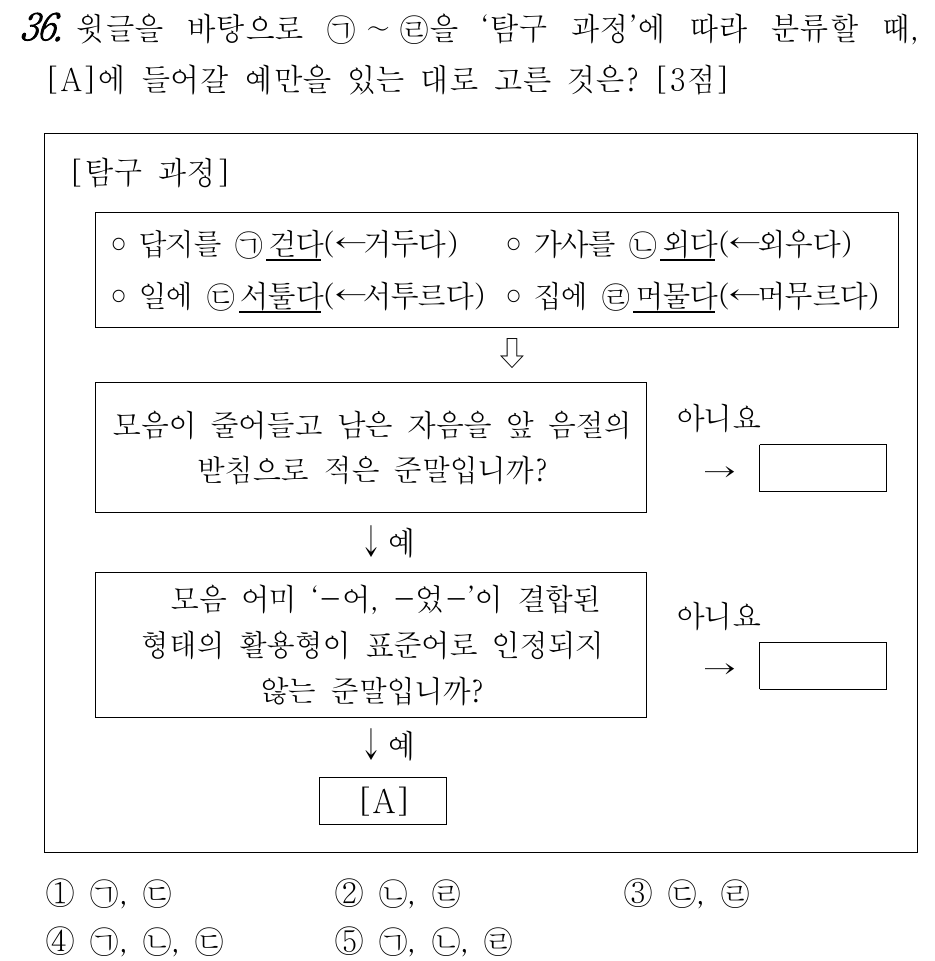 36. 윗글을 바탕으로 ㉠~㉣을 ‘탐구 과정’에 따라 분류할 때,
[A]에 들어갈 예만을 있는 대로 고른 것은? [3점]
[탐구 과정]
○ 답지를 ㉠걷다(←거두다) ○ 가사를 ㉡외다(←외우다)
○ 일에 ㉢서툴다(←서투르다) ○ 집에 ㉣머물다(←머무르다)
⇩
모음이 줄어들고 남은 자음을 앞 음절의
받침으로 적은 준말입니까?
아니요
→
↓ 예
모음 어미 ‘-어, -었-’이 결합된
형태의 활용형이 표준어로 인정되지
않는 준말입니까?
아니요
→
↓ 예
[A]
① ㉠, ㉢ ② ㉡, ㉣ ③ ㉢, ㉣
④ ㉠, ㉡, ㉢ ⑤ ㉠, ㉡, ㉣